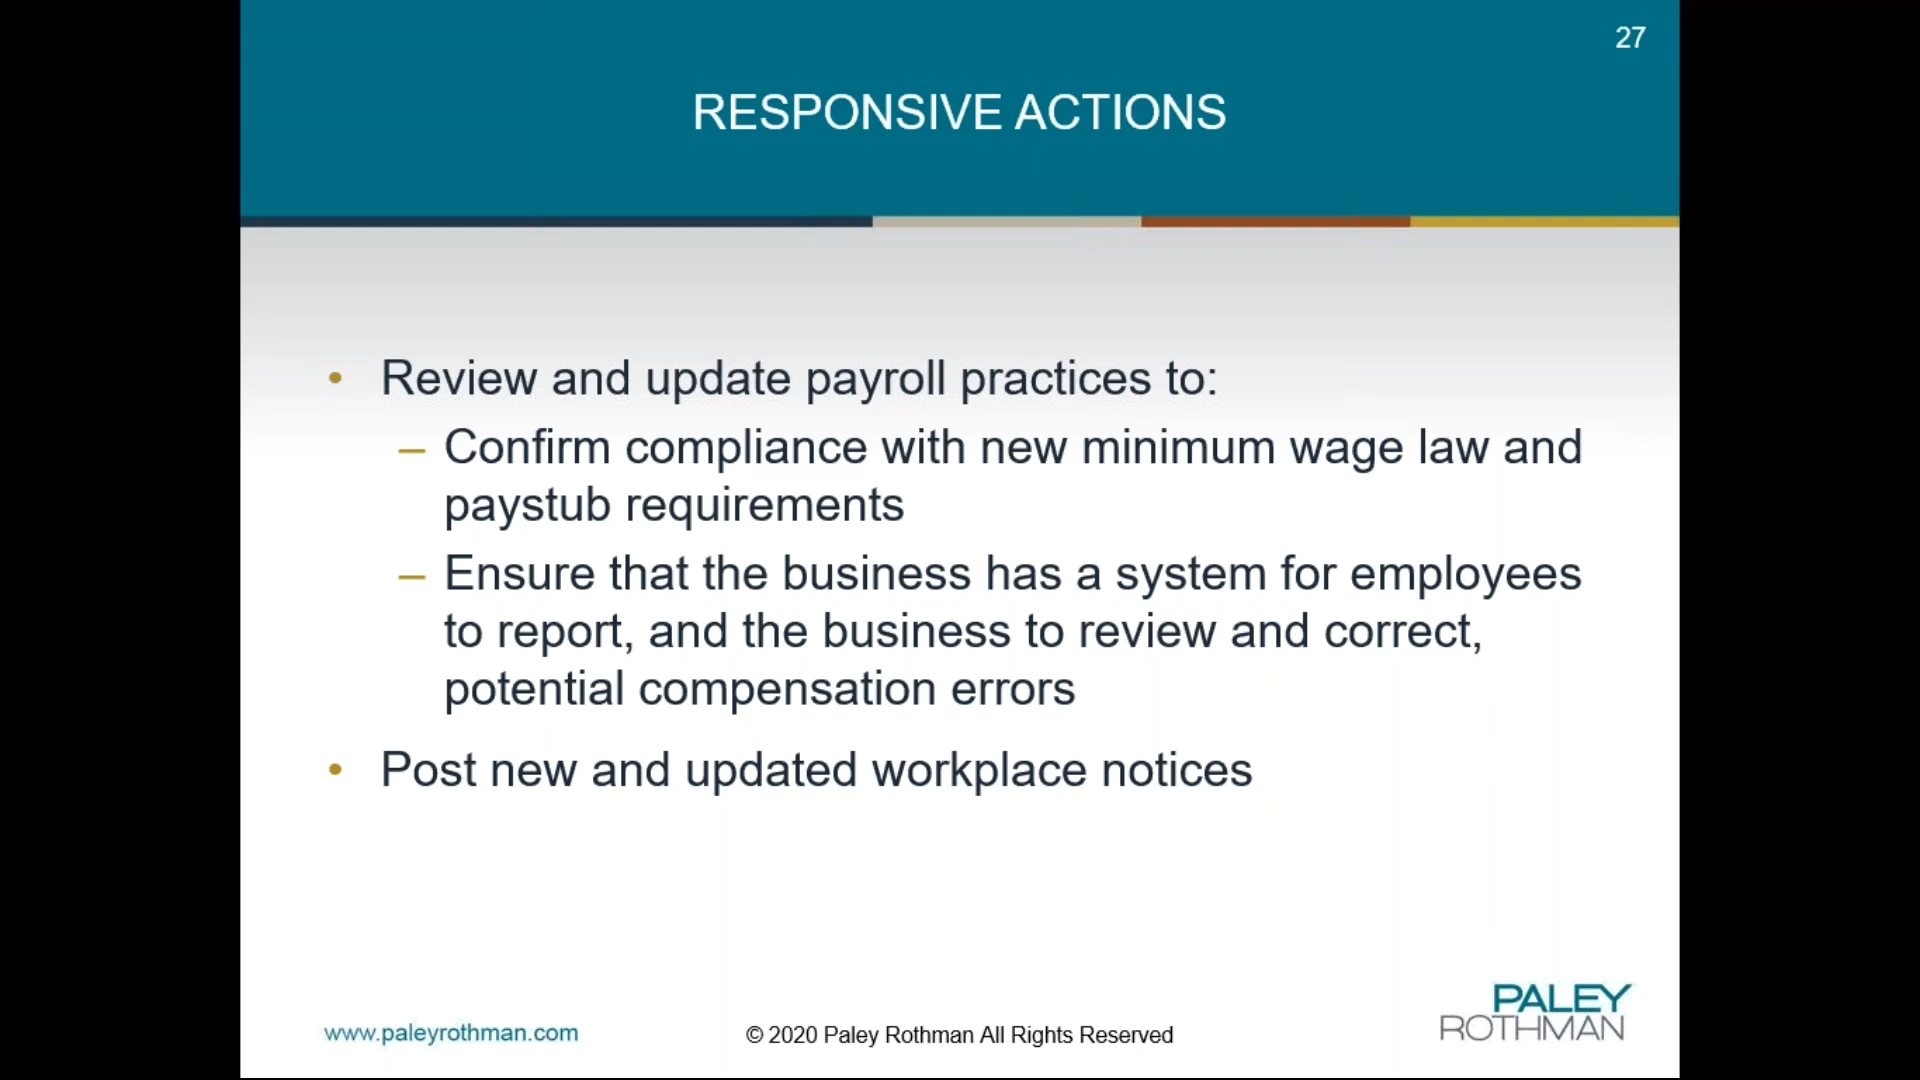 27
RESPONSIVE ACTIONS
• Review and update payroll practices to:
– Confirm compliance with new minimum wage law and
paystub requirements
– Ensure that the business has a system for employees
to report, and the business to review and correct,
potential compensation errors
• Post new and updated workplace notices
www.paleyrothman.com
© 2020 Paley Rothman All Rights Reserved
PALEY
ROTHMAN